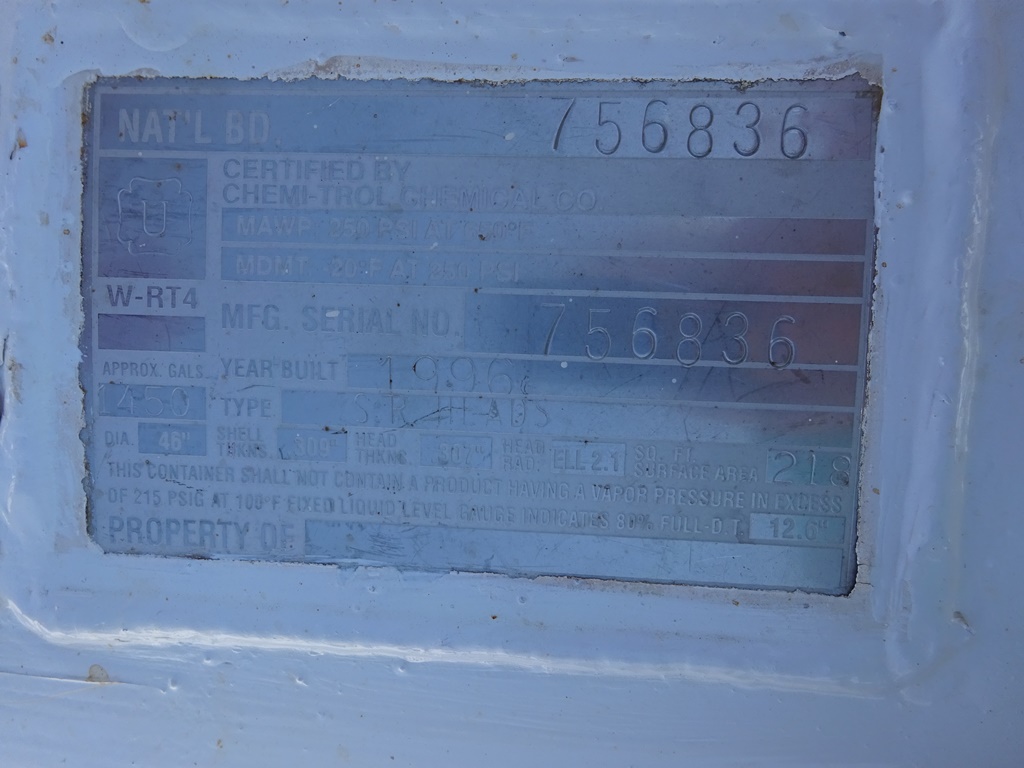 NAT'L BD 756836
U
CERTIFIED BY
CHEMI-TROL CHEMICAL CO
MAWP 250 PSI AT °F
MDMT -20°F AT 250 PSI
W-RT4
MFG. SERIAL NO. 756836
APPROX. GALS. YEAR BUILT 1996
450 TYPE S.R. HEADS
DIA. 46" SHELL THKNS. HEAD THKNS. HEAD RAD. ELL-2.1 SQ. FT. SURFACE AREA 218
THIS CONTAINER SHALL NOT CONTAIN A PRODUCT HAVING A VAPOR PRESSURE IN EXCESS
OF 215 PSIG AT 100°F FIXED LIQUID LEVEL GAUGE INDICATES 80% FULL-D.T. 12.6"
PROPERTY OF